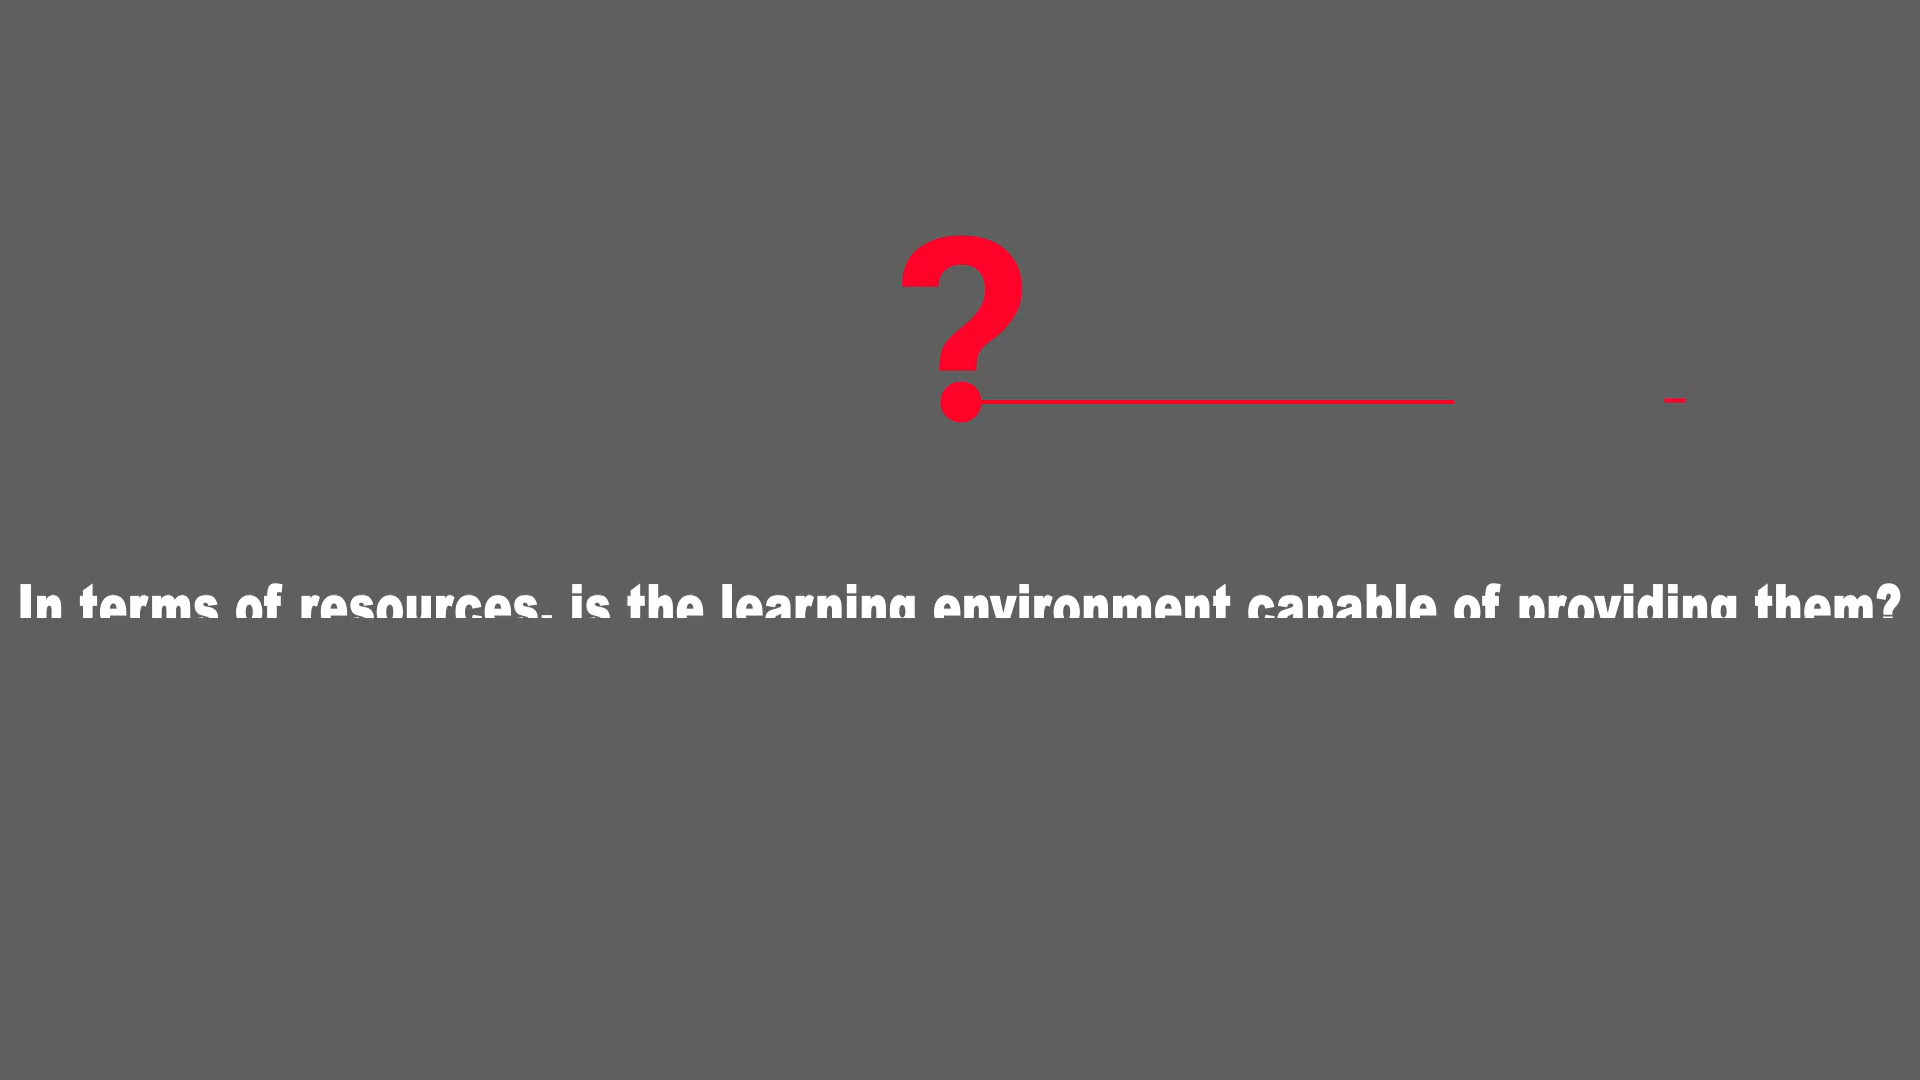 ?
In terms of resources, is the learning environment capable of providing them?